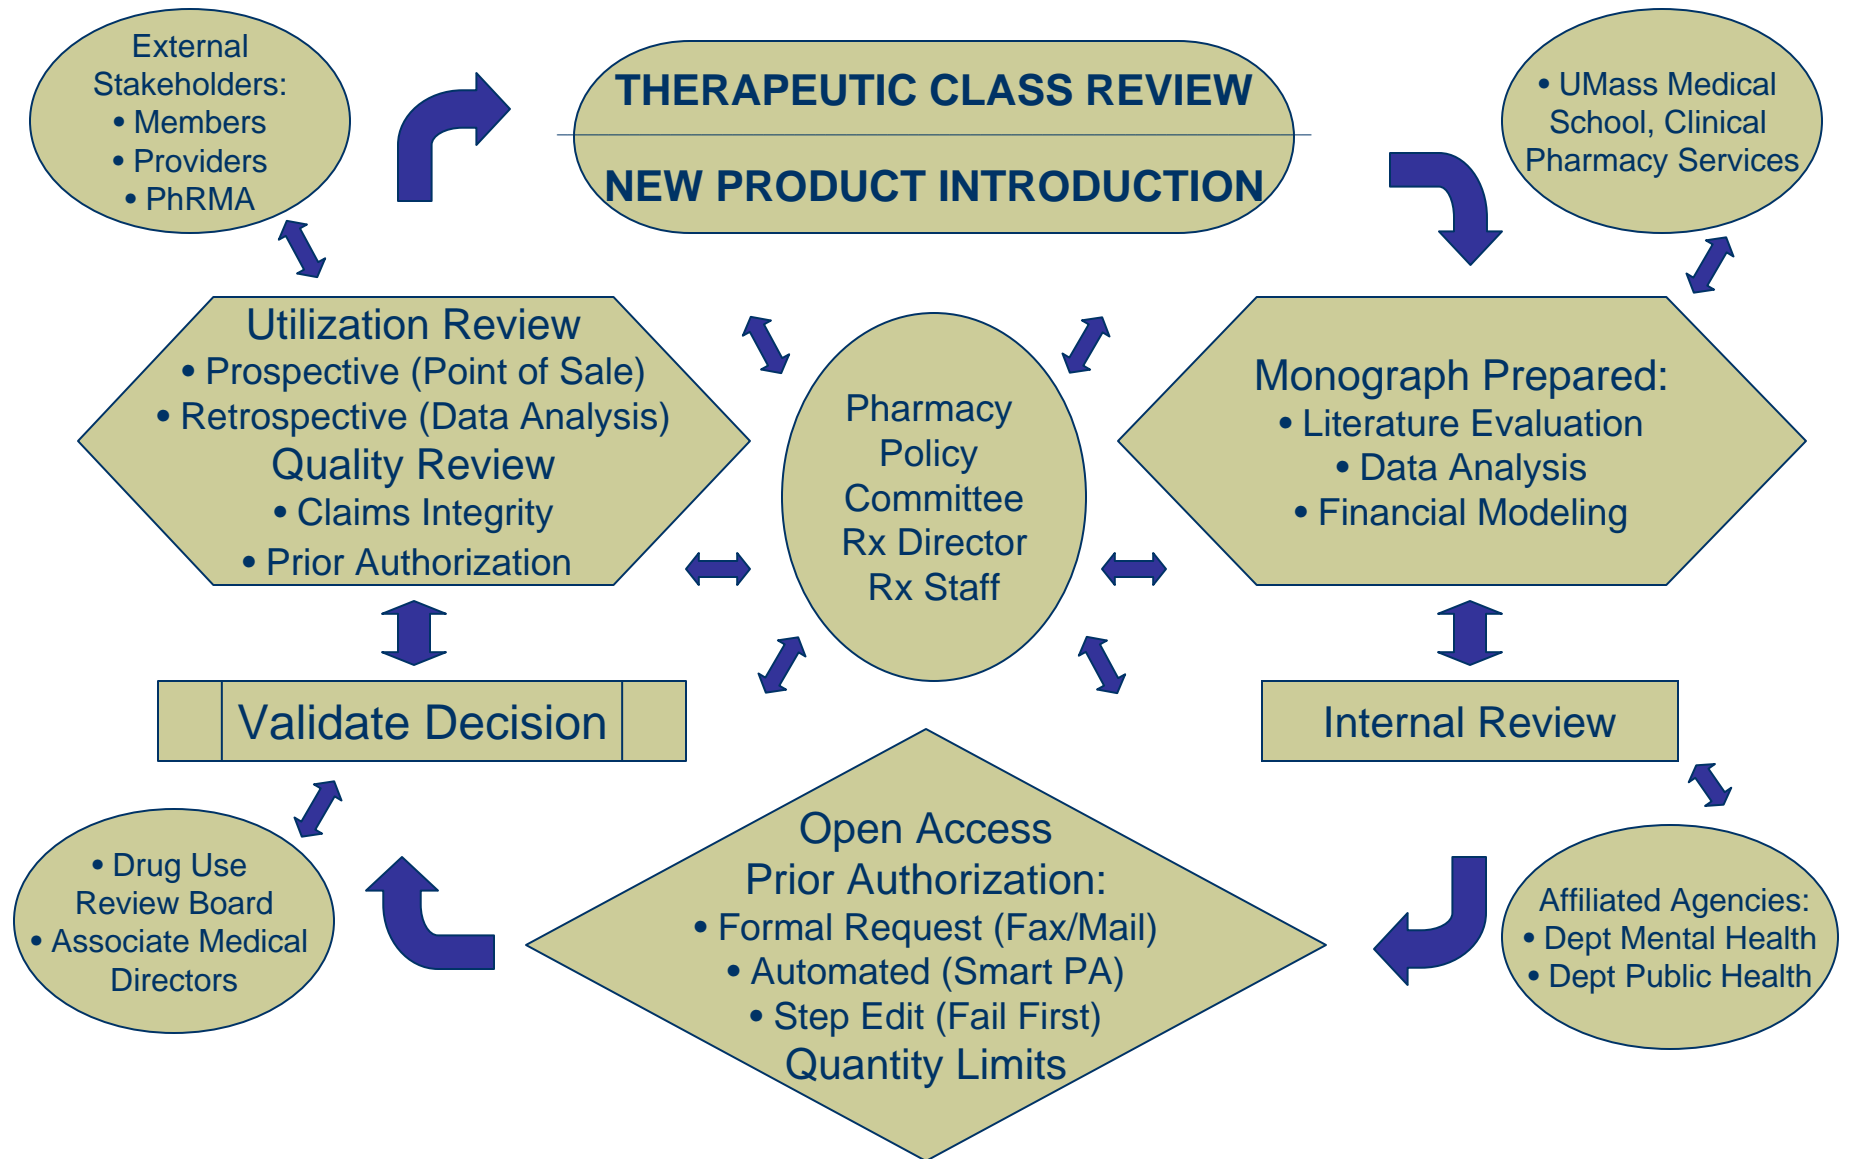 External
Stakeholders:
• Members
• Providers
• PhRMA
THERAPEUTIC CLASS REVIEW
NEW PRODUCT INTRODUCTION
• UMass Medical
School, Clinical
Pharmacy Services
Utilization Review
• Prospective (Point of Sale)
• Retrospective (Data Analysis)
Quality Review
• Claims Integrity
• Prior Authorization
Pharmacy
Policy
Committee
Rx Director
Rx Staff
Monograph Prepared:
• Literature Evaluation
• Data Analysis
• Financial Modeling
Validate Decision
Internal Review
• Drug Use
Review Board
• Associate Medical
Directors
Open Access
Prior Authorization:
• Formal Request (Fax/Mail)
• Automated (Smart PA)
• Step Edit (Fail First)
Quantity Limits
Affiliated Agencies:
• Dept Mental Health
• Dept Public Health